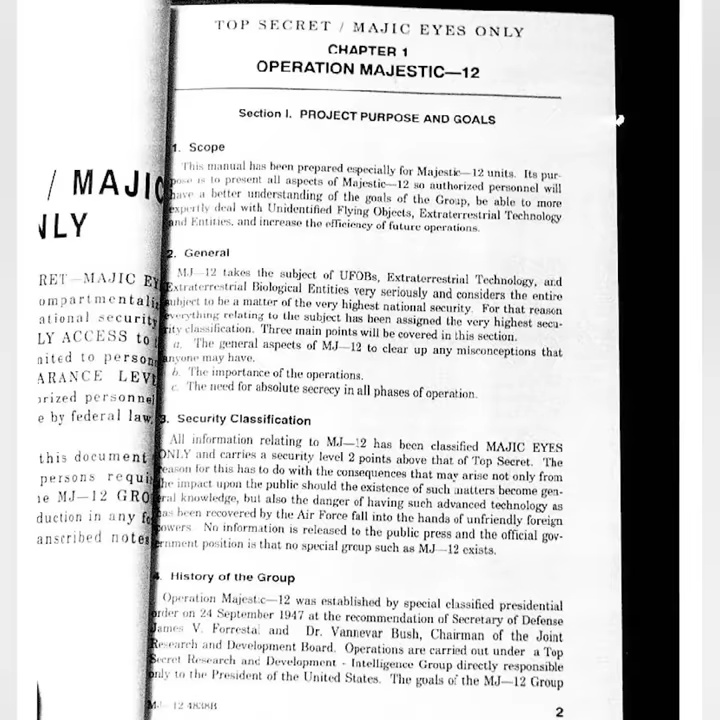 / MAJIC
NLY
RET—MAJIC EY
ompartmentali
ational security
LY ACCESS to
nited to person
ARANCE LEV
orized personnel
e by federal law.
this document
persons requi
he MJ—12 GRO
duction in any fo
anscribed notes
TOP SECRET / MAJIC EYES ONLY
CHAPTER 1
OPERATION MAJESTIC—12
Section I. PROJECT PURPOSE AND GOALS
1. Scope
This manual has been prepared especially for Majestic—12 units. Its pur-
pose is to present all aspects of Majestic—12 so authorized personnel will
have a better understanding of the goals of the Group, be able to more
expertly deal with Unidentified Flying Objects, Extraterrestrial Technology
and Entities, and increase the efficiency of future operations.
2. General
MJ—12 takes the subject of UFOBs, Extraterrestrial Technology, and
Extraterrestrial Biological Entities very seriously and considers the entire
subject to be a matter of the very highest national security. For that reason
everything relating to the subject has been assigned the very highest secu-
rity classification. Three main points will be covered in this section.
a. The general aspects of MJ—12 to clear up any misconceptions that
anyone may have.
b. The importance of the operations.
c. The need for absolute secrecy in all phases of operation.
3. Security Classification
All information relating to MJ—12 has been classified MAJIC EYES
ONLY and carries a security level 2 points above that of Top Secret. The
reason for this has to do with the consequences that may arise not only from
the impact upon the public should the existence of such matters become gen-
eral knowledge, but also the danger of having such advanced technology as
has been recovered by the Air Force fall into the hands of unfriendly foreign
powers. No information is released to the public press and the official gov-
ernment position is that no special group such as MJ—12 exists.
4. History of the Group
Operation Majestic—12 was established by special classified presidential
order on 24 September 1947 at the recommendation of Secretary of Defense
James V. Forrestal and Dr. Vannevar Bush, Chairman of the Joint
Research and Development Board. Operations are carried out under a Top
Secret Research and Development - Intelligence Group directly responsible
only to the President of the United States. The goals of the MJ—12 Group
MJ—12 4838B
2